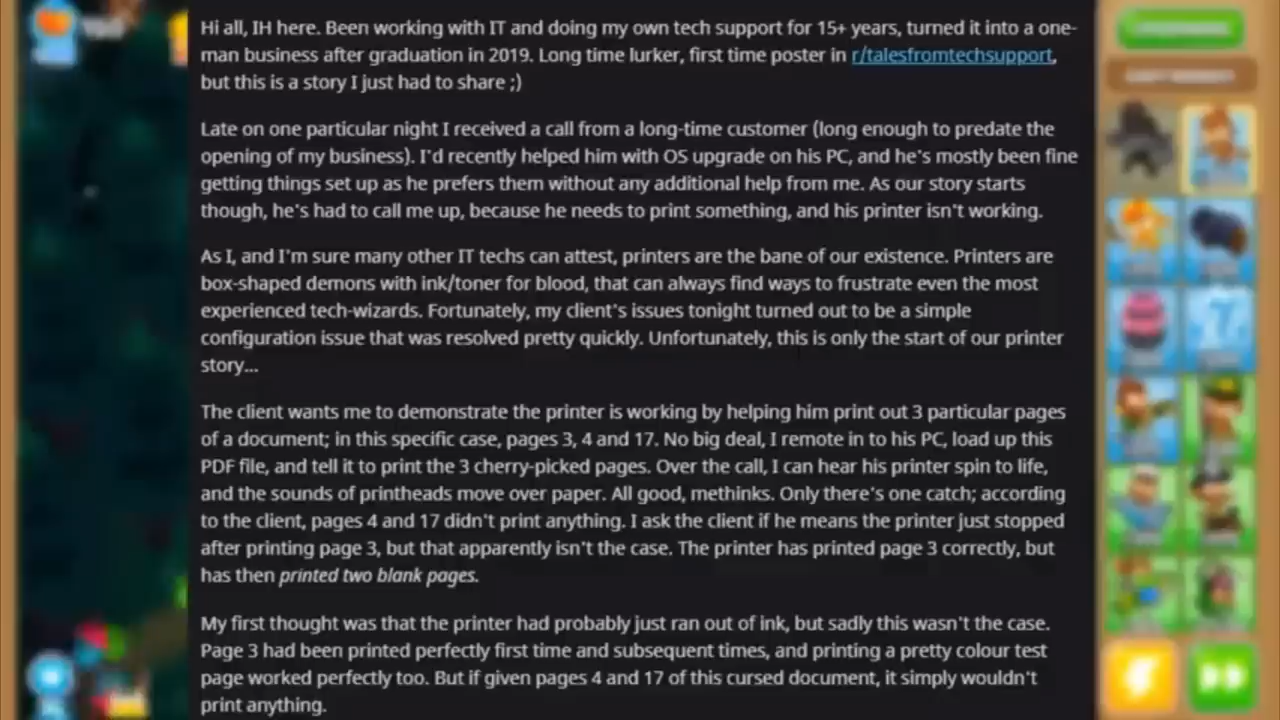 Hi all, IH here. Been working with IT and doing my own tech support for 15+ years, turned it into a one-
man business after graduation in 2019. Long time lurker, first time poster in r/talesfromtechsupport,
but this is a story I just had to share ;)
Late on one particular night I received a call from a long-time customer (long enough to predate the
opening of my business). I'd recently helped him with OS upgrade on his PC, and he's mostly been fine
getting things set up as he prefers them without any additional help from me. As our story starts
though, he's had to call me up, because he needs to print something, and his printer isn't working.
As I, and I'm sure many other IT techs can attest, printers are the bane of our existence. Printers are
box-shaped demons with ink/toner for blood, that can always find ways to frustrate even the most
experienced tech-wizards. Fortunately, my client's issues tonight turned out to be a simple
configuration issue that was resolved pretty quickly. Unfortunately, this is only the start of our printer
story...
The client wants me to demonstrate the printer is working by helping him print out 3 particular pages
of a document; in this specific case, pages 3, 4 and 17. No big deal, I remote in to his PC, load up this
PDF file, and tell it to print the 3 cherry-picked pages. Over the call, I can hear his printer spin to life,
and the sounds of printheads move over paper. All good, methinks. Only there's one catch; according
to the client, pages 4 and 17 didn't print anything. I ask the client if he means the printer just stopped
after printing page 3, but that apparently isn't the case. The printer has printed page 3 correctly, but
has then printed two blank pages.
My first thought was that the printer had probably just ran out of ink, but sadly this wasn't the case.
Page 3 had been printed perfectly first time and subsequent times, and printing a pretty colour test
page worked perfectly too. But if given pages 4 and 17 of this cursed document, it simply wouldn't
print anything.